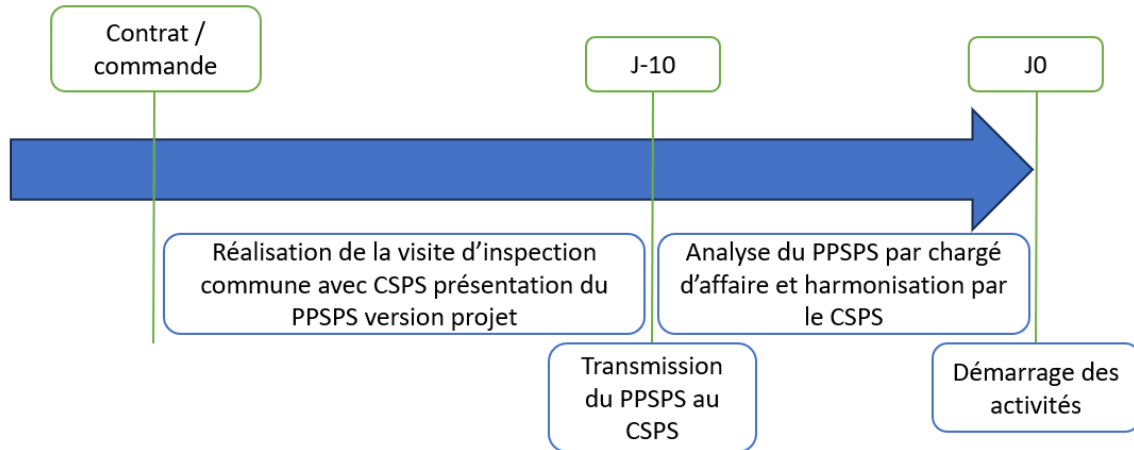 Contrat /
commande
J-10
J0
Réalisation de la visite d’inspection
commune avec CSPS présentation du
PPSPS version projet
Analyse du PPSPS par chargé
d’affaire et harmonisation par
le CSPS
Transmission
du PPSPS au
CSPS
Démarrage des
activités